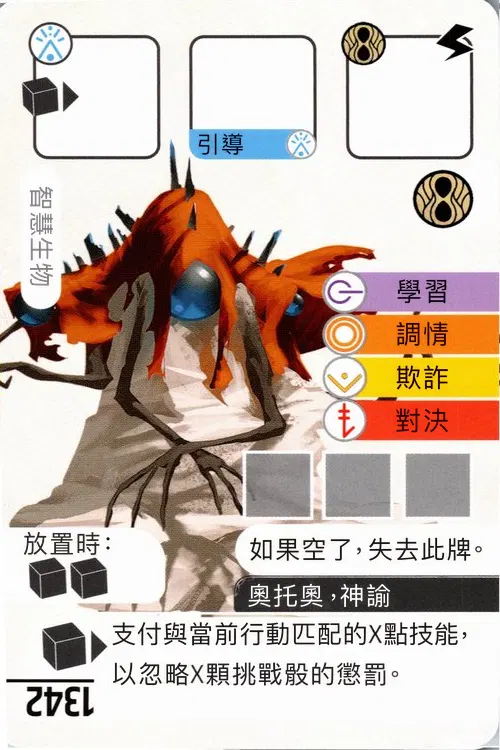 引導
智慧生物
學習
調情
欺詐
對決
放置時：
如果空了，失去此牌。
奧托奧，神諭
支付與當前行動匹配的X點技能，
以忽略X顆挑戰骰的懲罰。
1342